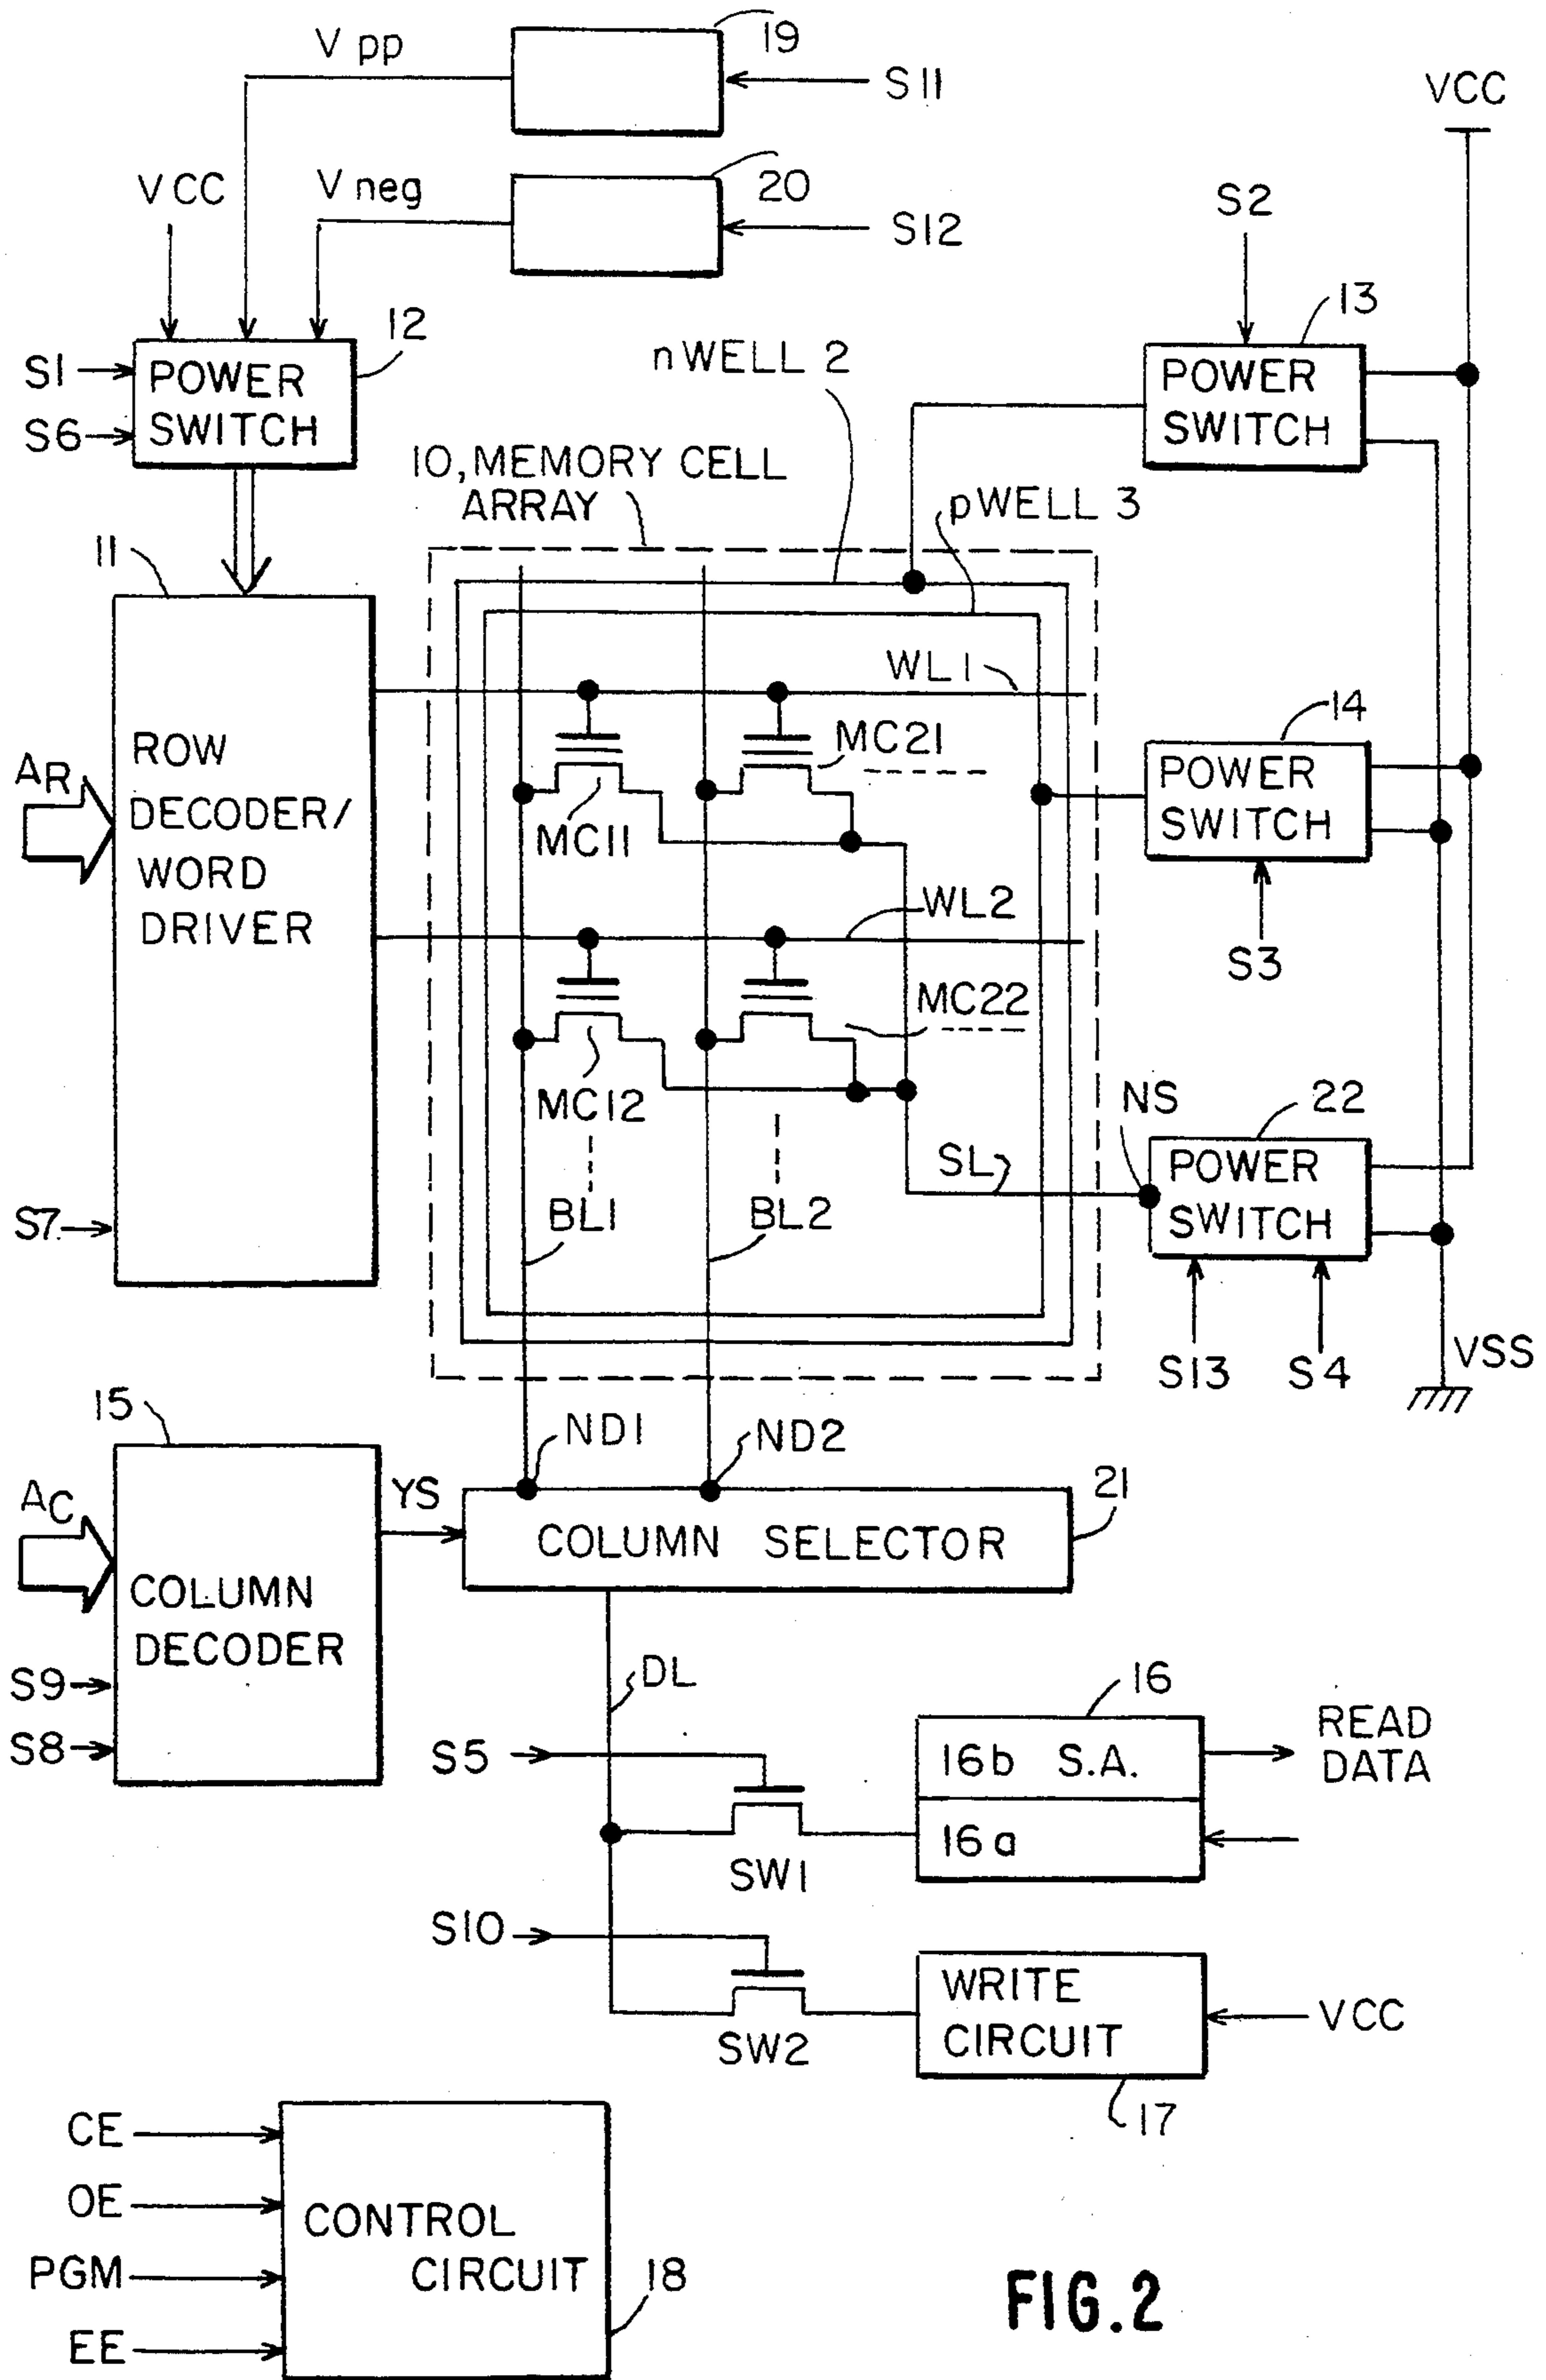 19
V pp
S11
VCC
V neg
20
S12
VCC
S2
12
S1
POWER
SWITCH
S6
nWELL 2
13
POWER
SWITCH
10, MEMORY CELL
ARRAY
pWELL 3
11
WL1
MC21
14
AR
ROW
DECODER/
WORD
DRIVER
POWER
SWITCH
MC11
WL2
S3
MC22
MC12
NS
22
SL
POWER
SWITCH
S7
BL1
BL2
S13
S4
VSS
15
ND1
ND2
AC
YS
21
COLUMN SELECTOR
COLUMN
DECODER
S9
S8
DL
16
S5
16b S.A.
READ
DATA
16a
SW1
S10
WRITE
CIRCUIT
VCC
SW2
17
CE
OE
CONTROL
CIRCUIT
PGM
18
EE
FIG.2